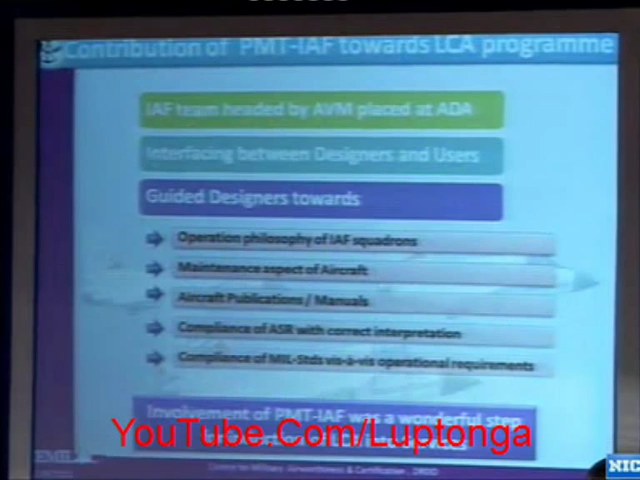 Contribution of PMT-IAF towards LCA programme
IAF team headed by AVM placed at ADA
Interfacing between Designers and Users
Guided Designers towards
Operation philosophy of IAF squadrons
Maintenance aspect of Aircraft
Aircraft Publications / Manuals
Compliance of ASR with correct interpretation
Compliance of MIL-Stds vis-à-vis operational requirements
Involvement of PMT-IAF was a wonderful step
YouTube.Com/Luptonga
Centre for Military Airworthiness & Certification, DRDO
NIC